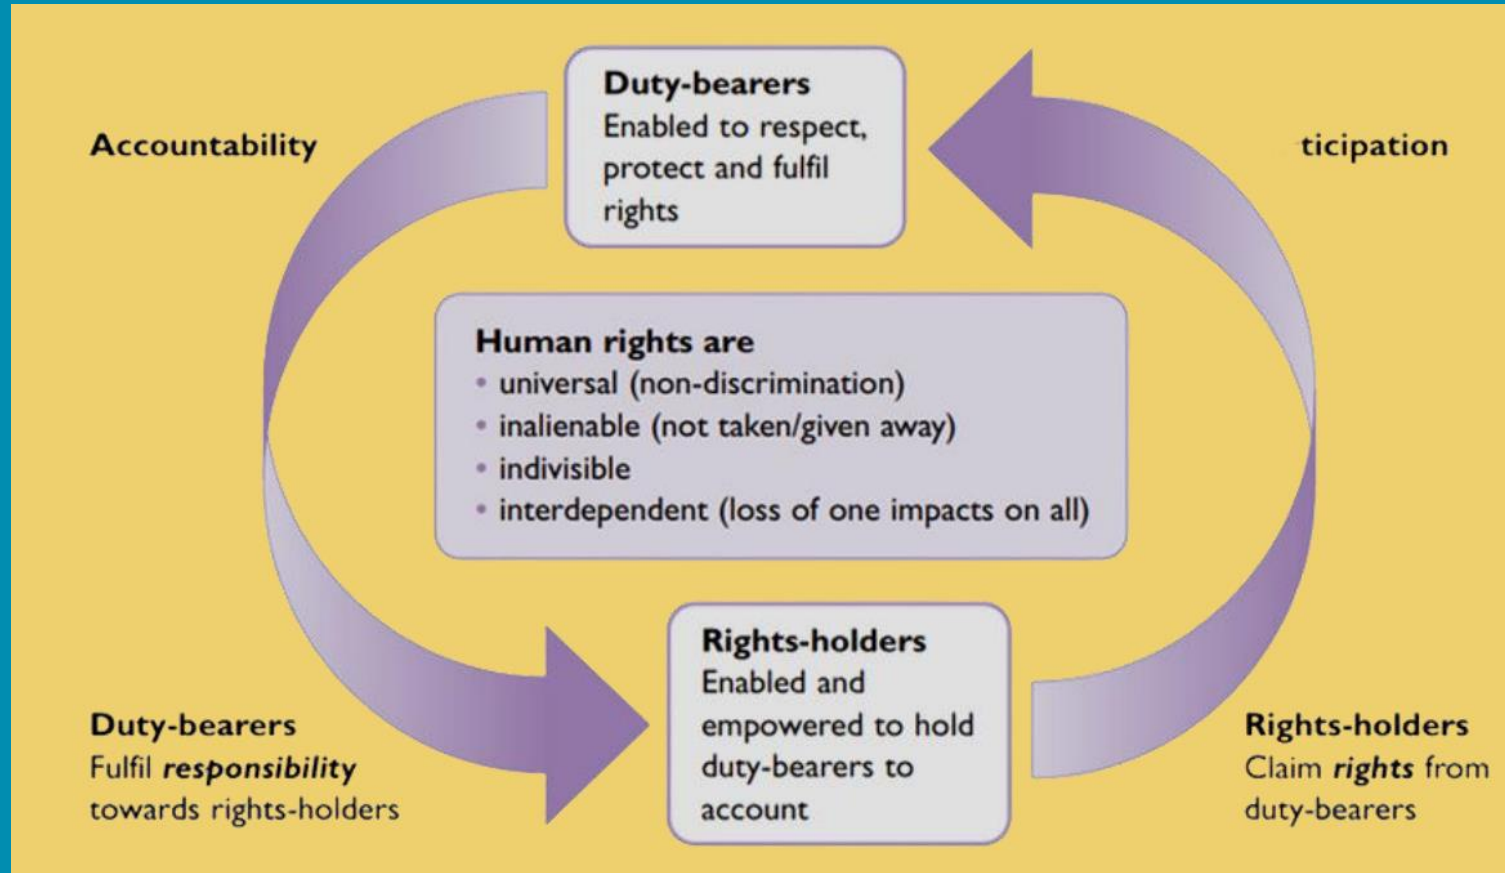 Duty-bearers
Enabled to respect,
protect and fulfil
rights
Accountability
ticipation
Human rights are
• universal (non-discrimination)
• inalienable (not taken/given away)
• indivisible
• interdependent (loss of one impacts on all)
Rights-holders
Enabled and
empowered to hold
duty-bearers to
account
Duty-bearers
Fulfil responsibility
towards rights-holders
Rights-holders
Claim rights from
duty-bearers